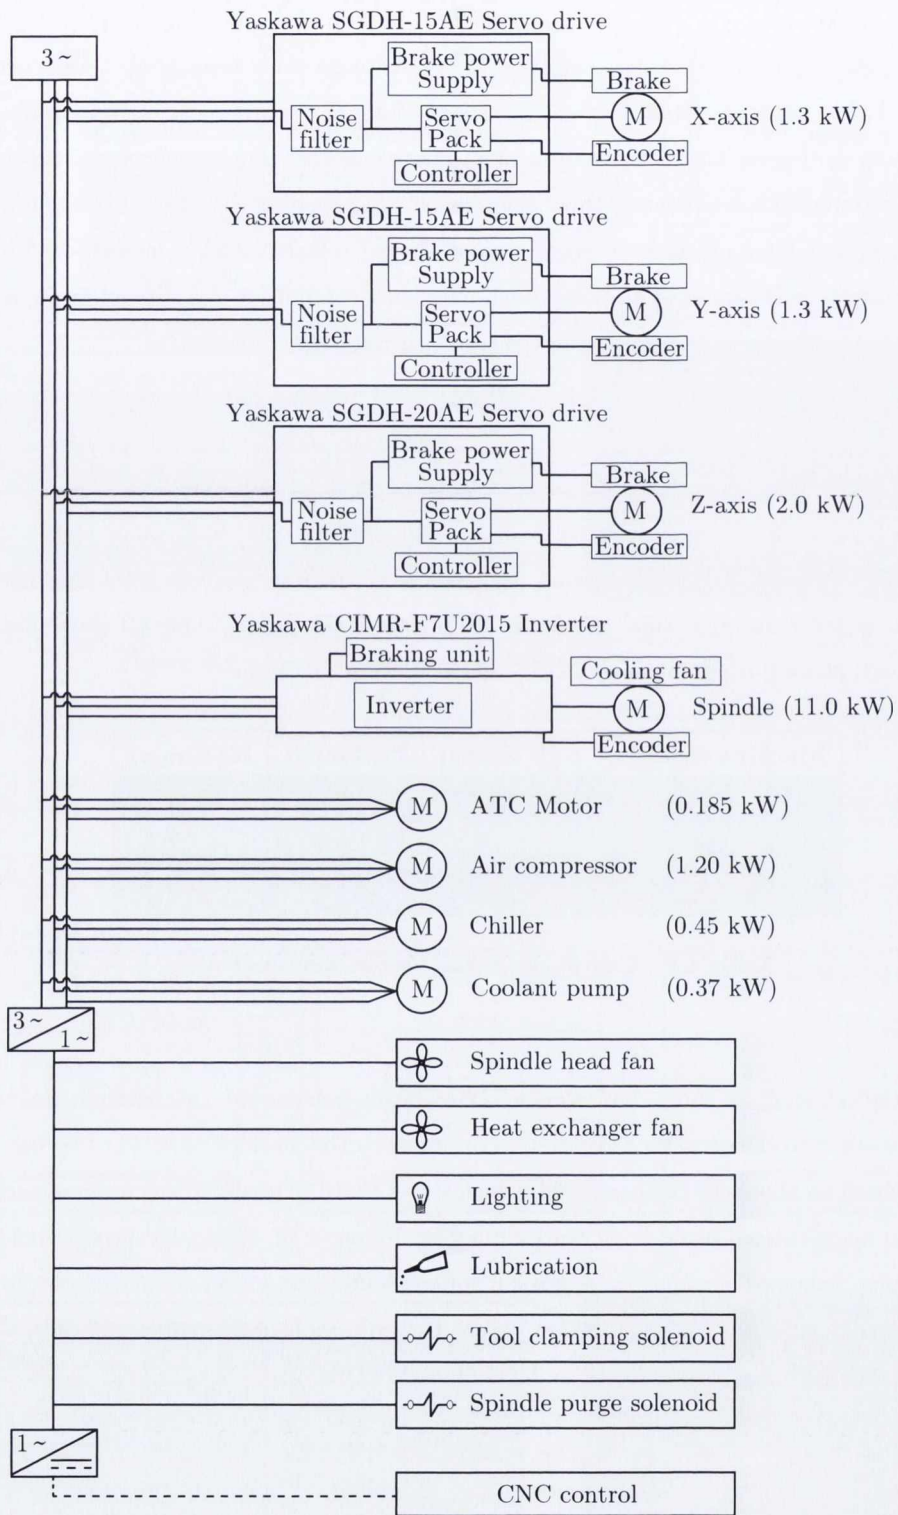 Yaskawa SGDH-15AE Servo drive
3 ~
Brake power
Supply
Brake
Noise
filter
Servo
Pack
M
X-axis (1.3 kW)
Encoder
Controller
Yaskawa SGDH-15AE Servo drive
Brake power
Supply
Brake
Noise
filter
Servo
Pack
M
Y-axis (1.3 kW)
Encoder
Controller
Yaskawa SGDH-20AE Servo drive
Brake power
Supply
Brake
Noise
filter
Servo
Pack
M
Z-axis (2.0 kW)
Encoder
Controller
Yaskawa CIMR-F7U2015 Inverter
Braking unit
Cooling fan
Inverter
M
Spindle (11.0 kW)
Encoder
M ATC Motor (0.185 kW)
M Air compressor (1.20 kW)
M Chiller (0.45 kW)
M Coolant pump (0.37 kW)
3 ~
1 ~
Spindle head fan
Heat exchanger fan
Lighting
Lubrication
Tool clamping solenoid
Spindle purge solenoid
1 ~
CNC control